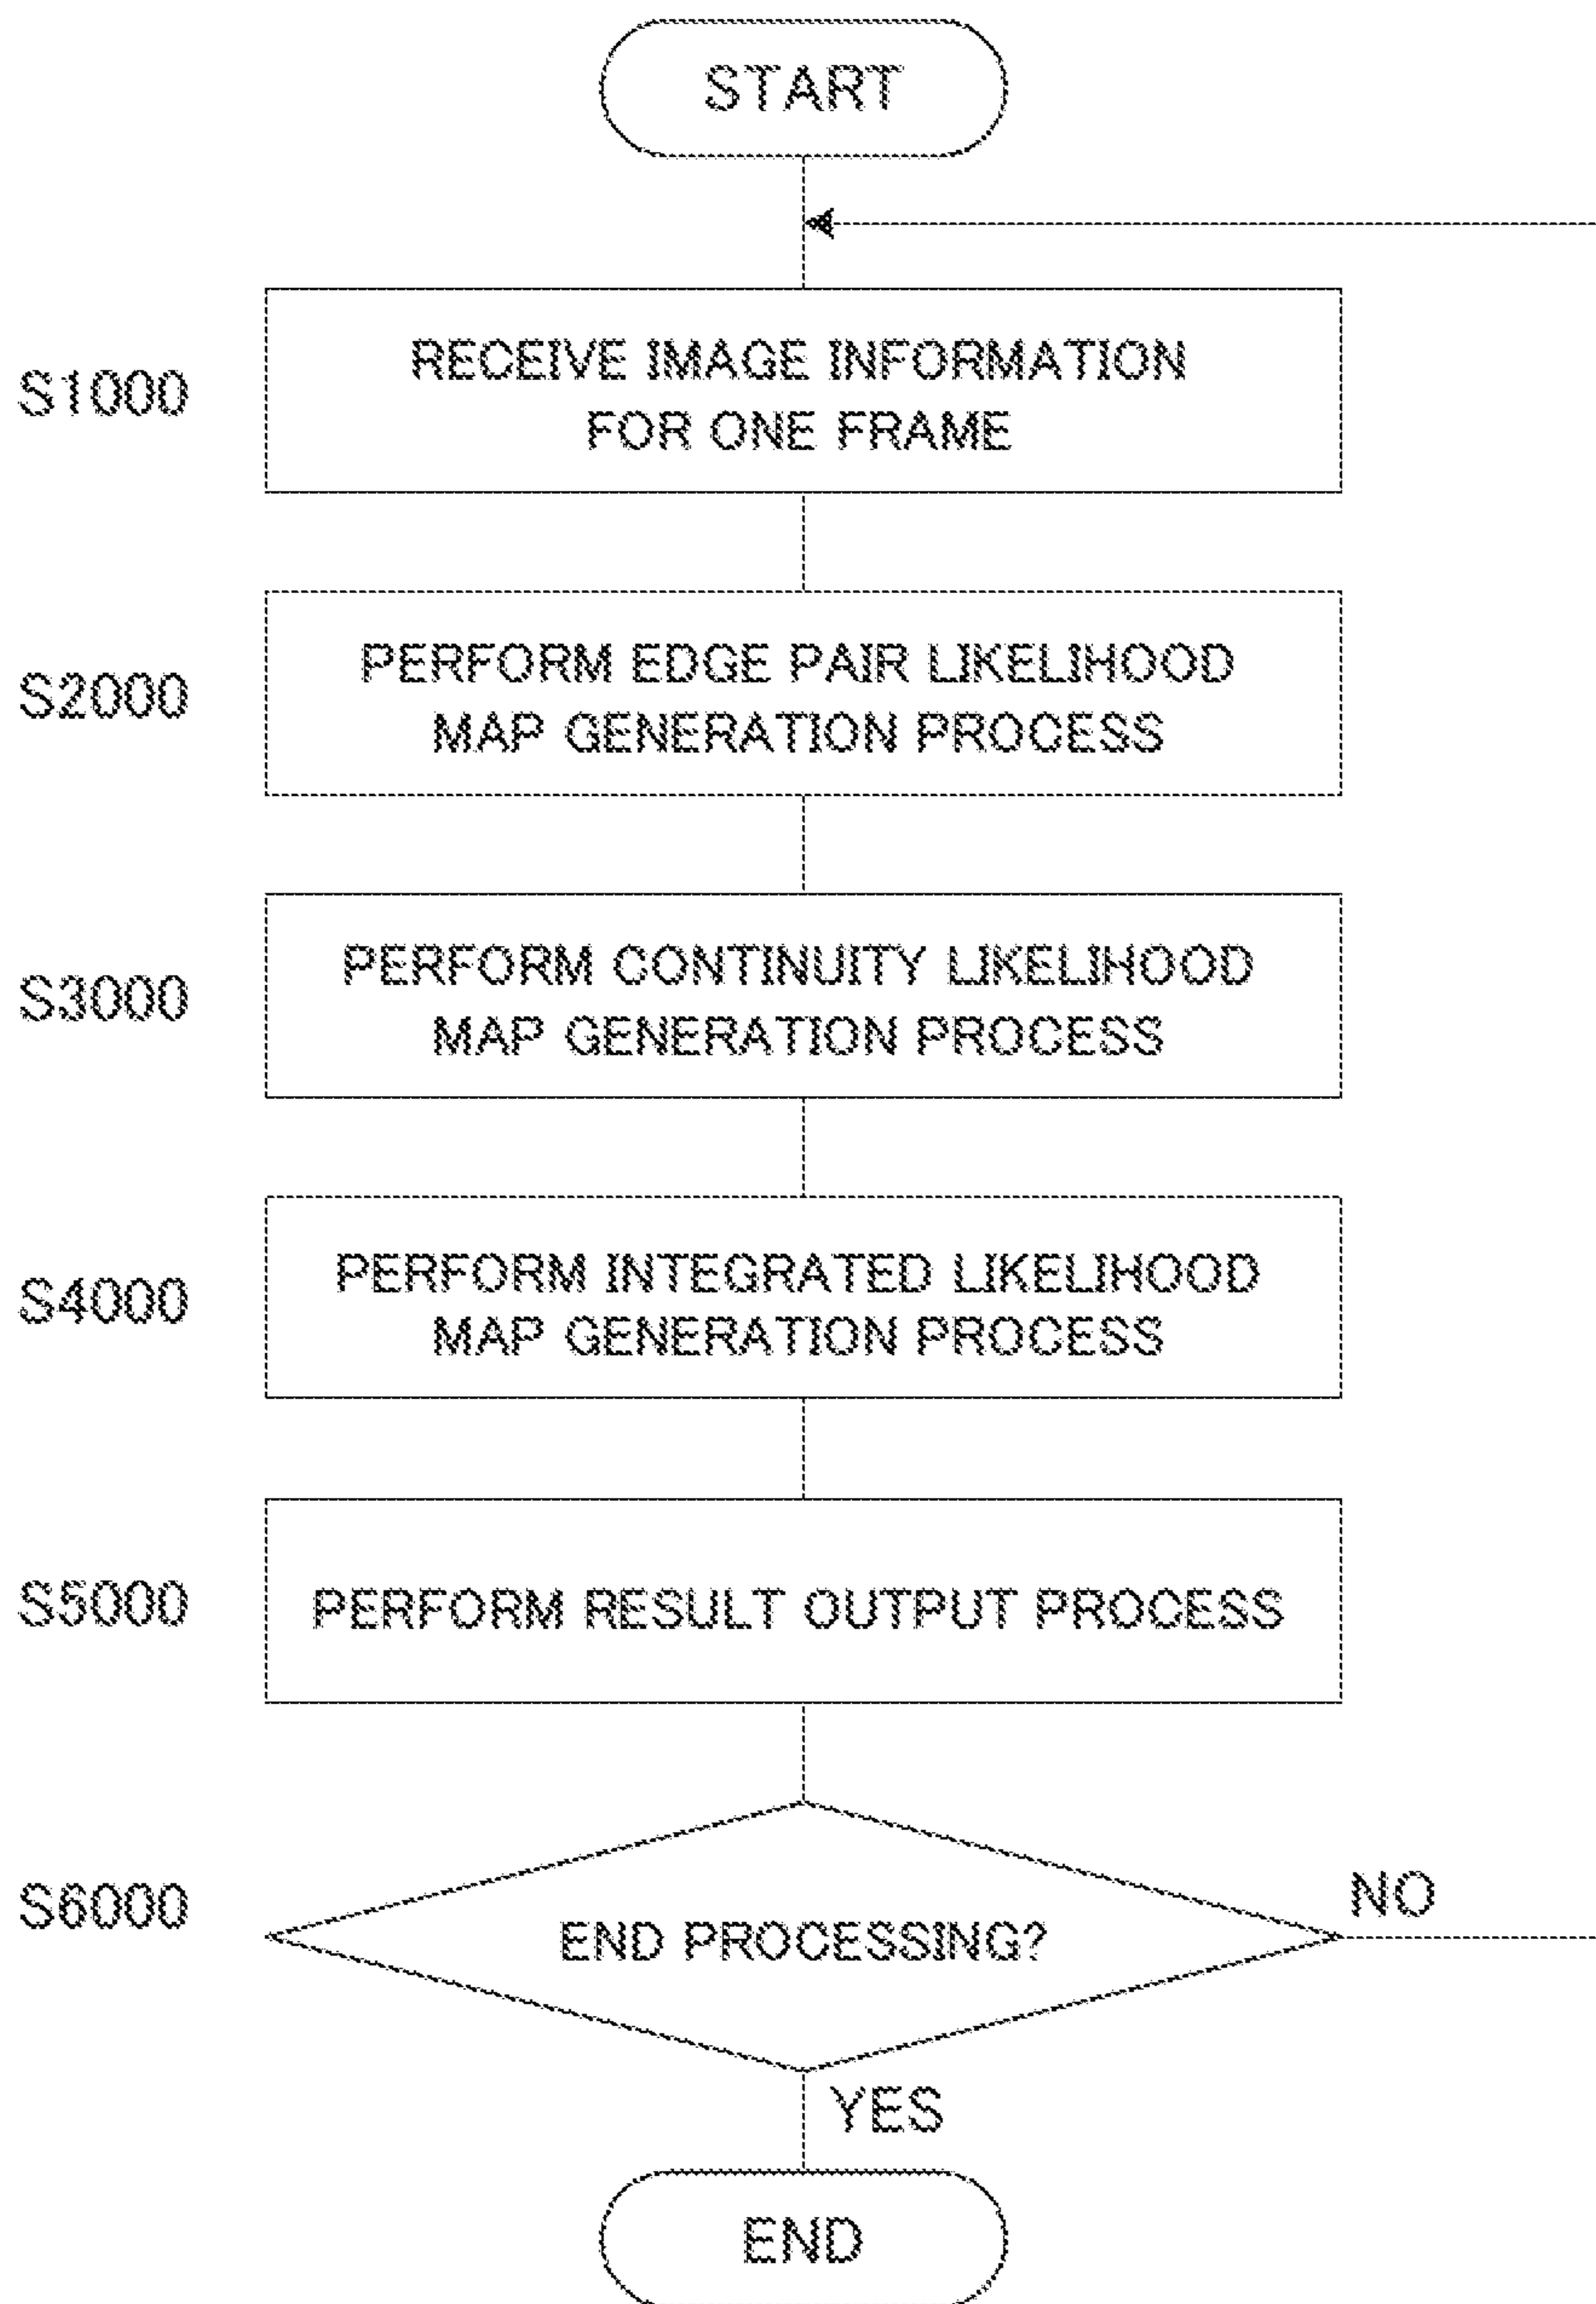 START
S1000
RECEIVE IMAGE INFORMATION
FOR ONE FRAME
S2000
PERFORM EDGE PAIR LIKELIHOOD
MAP GENERATION PROCESS
S3000
PERFORM CONTINUITY LIKELIHOOD
MAP GENERATION PROCESS
S4000
PERFORM INTEGRATED LIKELIHOOD
MAP GENERATION PROCESS
S5000
PERFORM RESULT OUTPUT PROCESS
S6000
END PROCESSING?
NO
YES
END